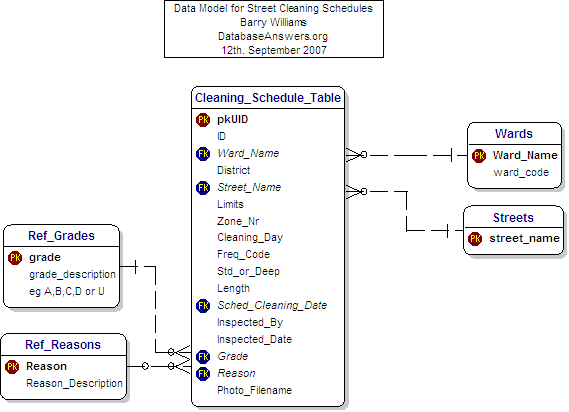 Data Model for Street Cleaning Schedules
Barry Williams
DatabaseAnswers.org
12th. September 2007
Cleaning_Schedule_Table
PK pkUID
ID
FK Ward_Name
District
FK Street_Name
Limits
Zone_Nr
Cleaning_Day
Freq_Code
Std_or_Deep
Length
FK Sched_Cleaning_Date
Inspected_By
Inspected_Date
FK Grade
FK Reason
Photo_Filename
Wards
PK Ward_Name
ward_code
Streets
PK street_name
Ref_Grades
PK grade
grade_description
eg A,B,C,D or U
Ref_Reasons
PK Reason
Reason_Description